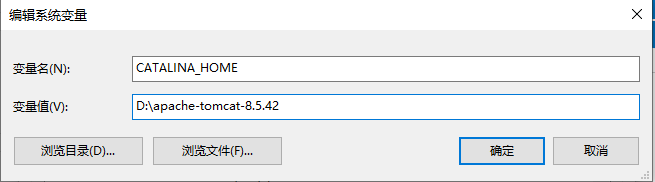 编辑系统变量
变量名(N): CATALINA_HOME
变量值(V): D:\apache-tomcat-8.5.42
浏览目录(D)... 浏览文件(F)... 确定 取消